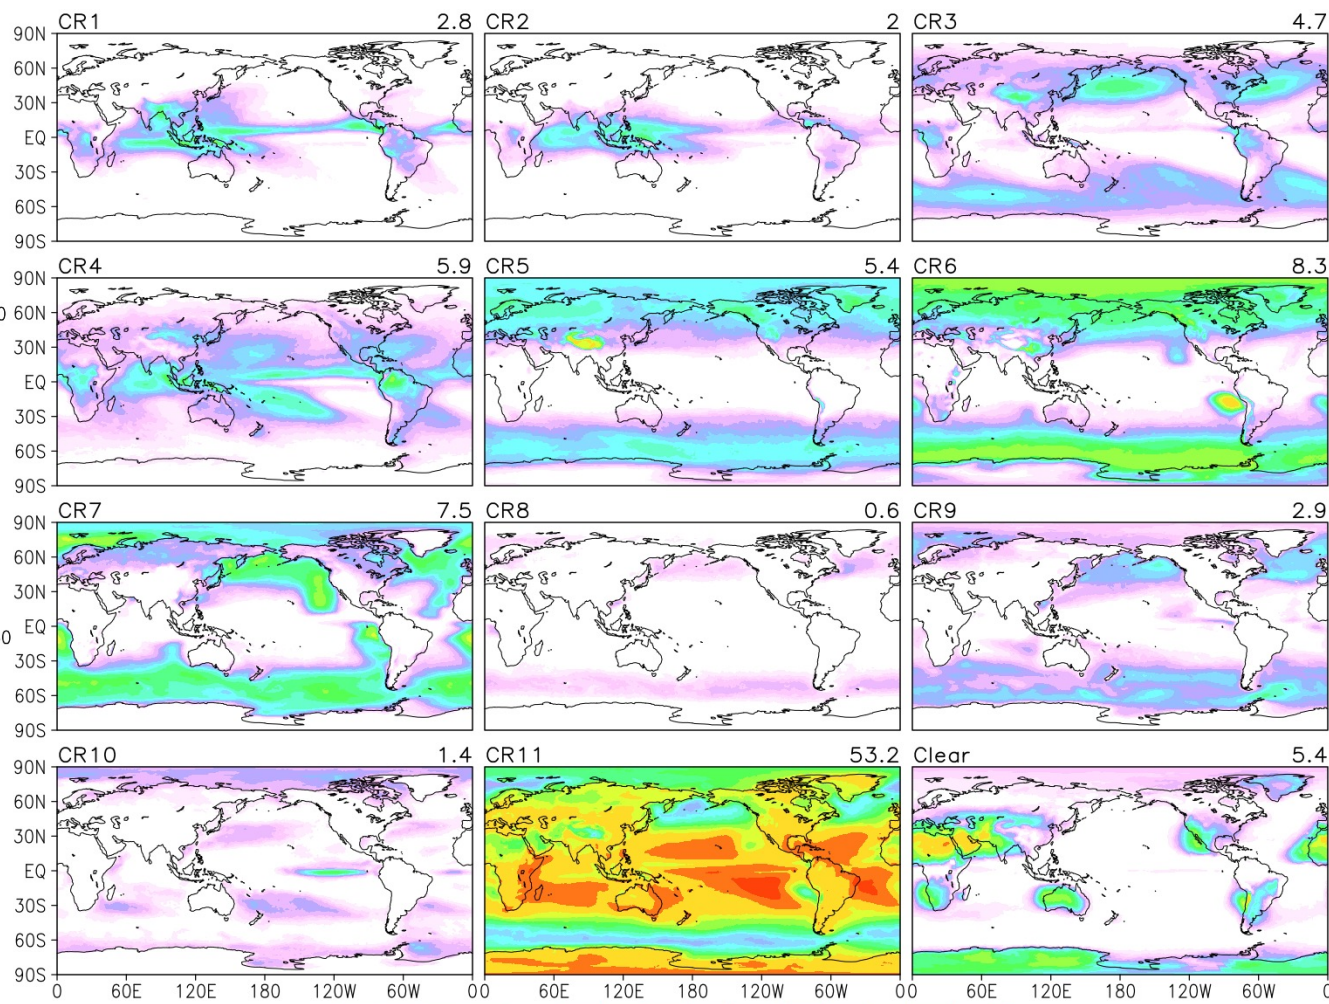 CR1 2.8 CR2 2 CR3 4.7
90N
60N
30N
EQ
30S
60S
90S
CR4 5.9 CR5 5.4 CR6 8.3
90N
0 60N
30N
EQ
30S
60S
90S
CR7 7.5 CR8 0.6 CR9 2.9
90N
60N
30N
0 EQ
30S
60S
90S
CR10 1.4 CR11 53.2 Clear 5.4
90N
60N
30N
EQ
30S
60S
90S
0 60E 120E 180 120W 60W 0 0 60E 120E 180 120W 60W 0 0 60E 120E 180 120W 60W 0